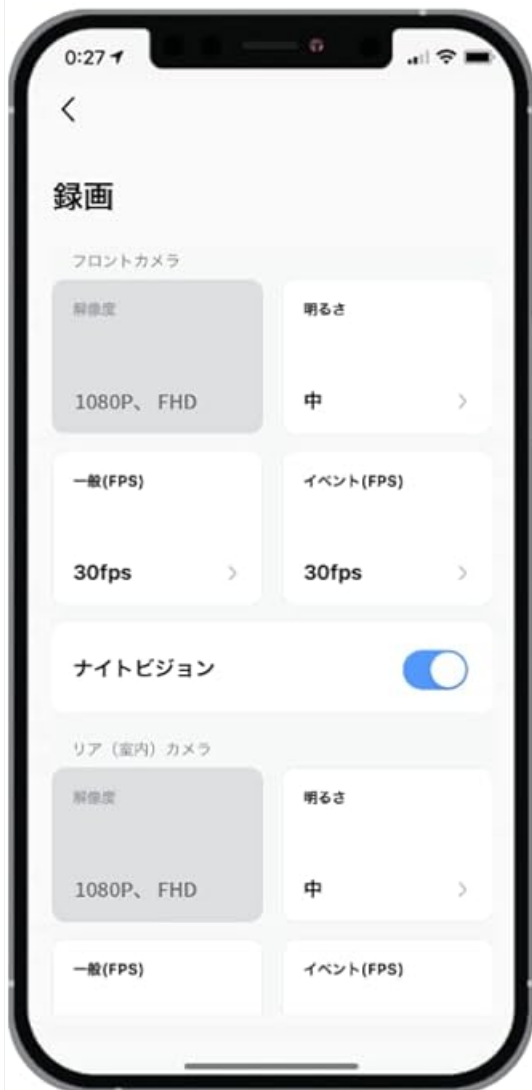 0:27
録画
フロントカメラ
解像度
明るさ
1080P、 FHD
中
一般(FPS)
イベント(FPS)
30fps
30fps
ナイトビジョン
リア（室内）カメラ
解像度
明るさ
1080P、 FHD
中
一般(FPS)
イベント(FPS)